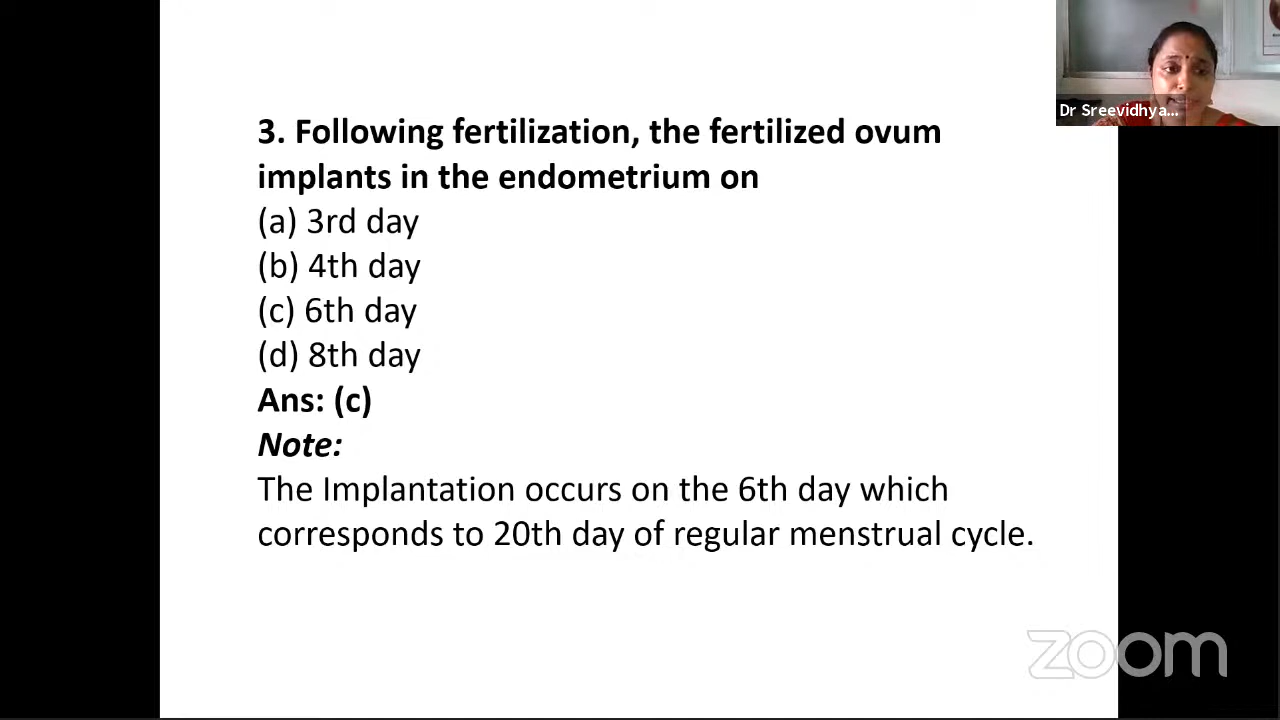 Dr Sreevidhya...
3. Following fertilization, the fertilized ovum
implants in the endometrium on
(a) 3rd day
(b) 4th day
(c) 6th day
(d) 8th day
Ans: (c)
Note:
The Implantation occurs on the 6th day which
corresponds to 20th day of regular menstrual cycle.
zoom